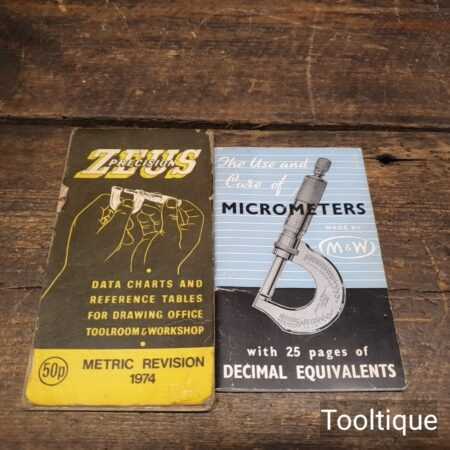 ZEUS
PRECISION
DATA CHARTS AND
REFERENCE TABLES
FOR DRAWING OFFICE
TOOLROOM & WORKSHOP
50p
METRIC REVISION
1974
The Use and
Care of
MICROMETERS
MADE BY
M&W
with 25 pages of
DECIMAL EQUIVALENTS
Tooltique